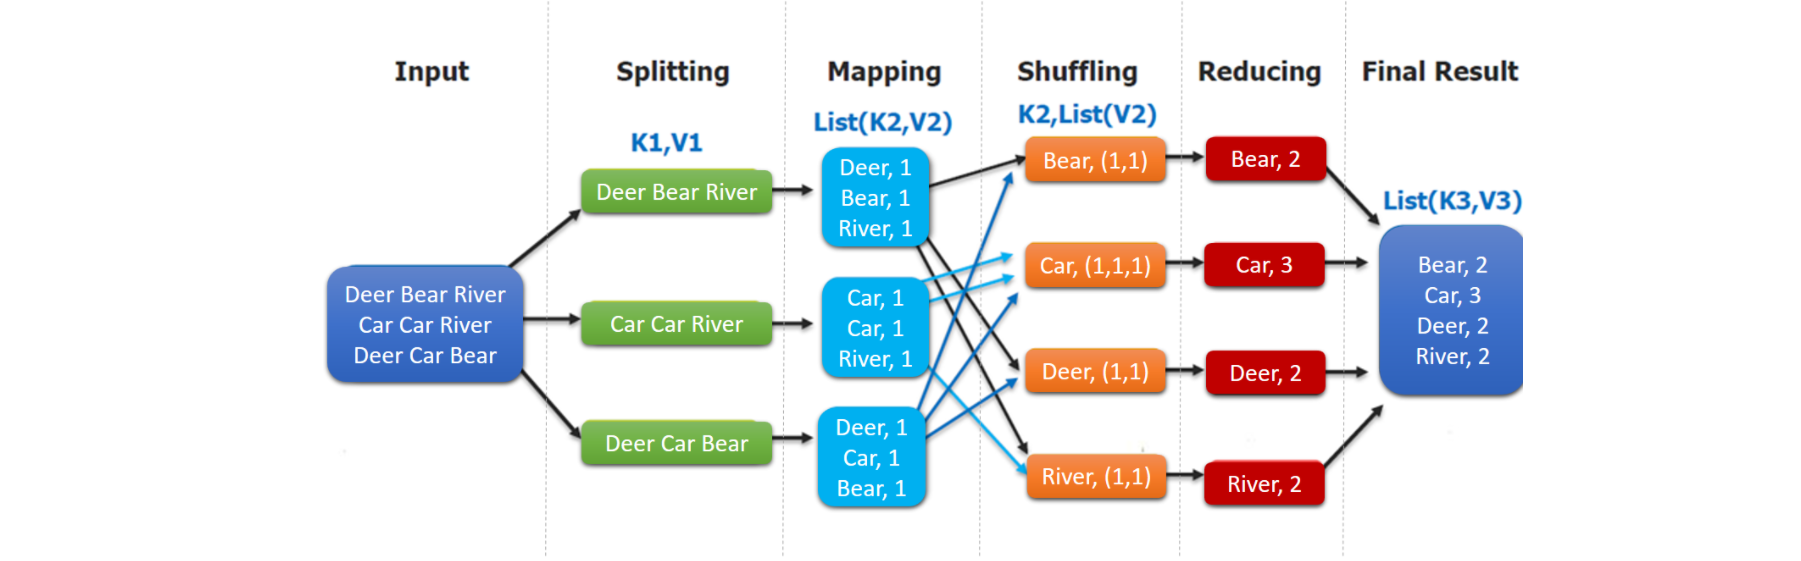 Input
Splitting
Mapping
Shuffling
Reducing
Final Result
K1,V1
List(K2,V2)
K2,List(V2)
List(K3,V3)
Deer Bear River
Car Car River
Deer Car Bear
Deer Bear River
Car Car River
Deer Car Bear
Deer, 1
Bear, 1
River, 1
Car, 1
Car, 1
River, 1
Deer, 1
Car, 1
Bear, 1
Bear, (1,1)
Car, (1,1,1)
Deer, (1,1)
River, (1,1)
Bear, 2
Car, 3
Deer, 2
River, 2
Bear, 2
Car, 3
Deer, 2
River, 2